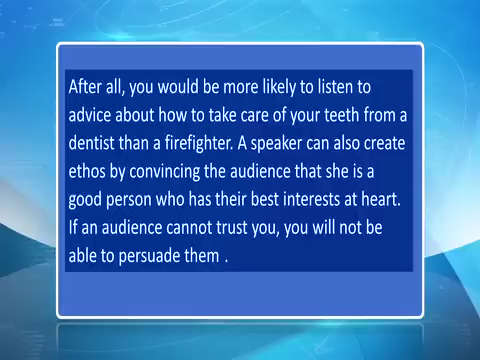 After all, you would be more likely to listen to
advice about how to take care of your teeth from a
dentist than a firefighter. A speaker can also create
ethos by convincing the audience that she is a
good person who has their best interests at heart.
If an audience cannot trust you, you will not be
able to persuade them .